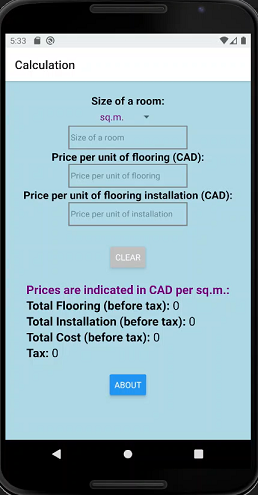 5:33
Calculation
Size of a room:
sq.m.
Size of a room
Price per unit of flooring (CAD):
Price per unit of flooring
Price per unit of flooring installation (CAD):
Price per unit of installation
CLEAR
Prices are indicated in CAD per sq.m.:
Total Flooring (before tax): 0
Total Installation (before tax): 0
Total Cost (before tax): 0
Tax: 0
ABOUT